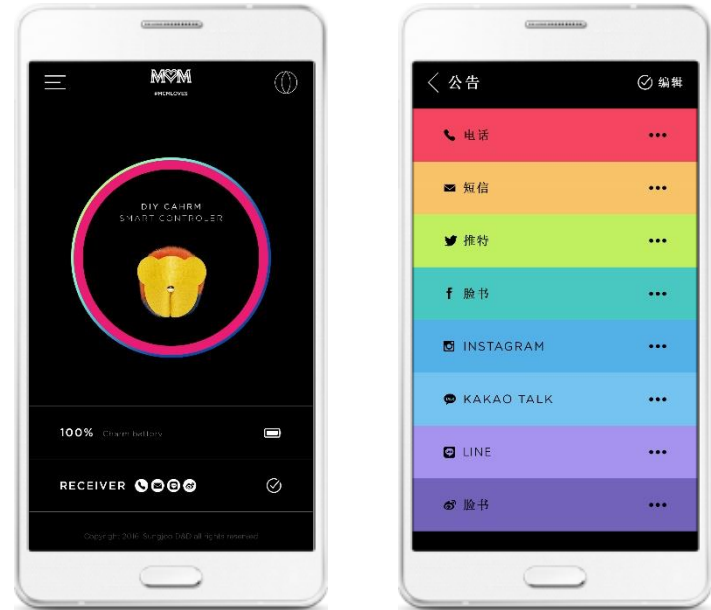 M♡M
#MCMLOVES
DIY CAHRM
SMART CONTROLER
100% Charm battery
RECEIVER
Copyright 2016. Sungjoo D&D all rights reserved
公告
编辑
电话
短信
推特
脸书
INSTAGRAM
KAKAO TALK
LINE
脸书